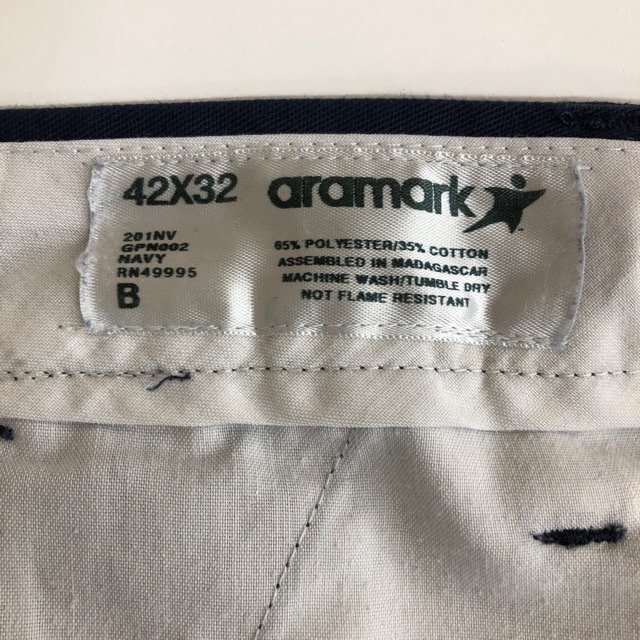 42X32
aramark
201NV
GPN002
NAVY
RN49995
B
65% POLYESTER/35% COTTON
ASSEMBLED IN MADAGASCAR
MACHINE WASH/TUMBLE DRY
NOT FLAME RESISTANT